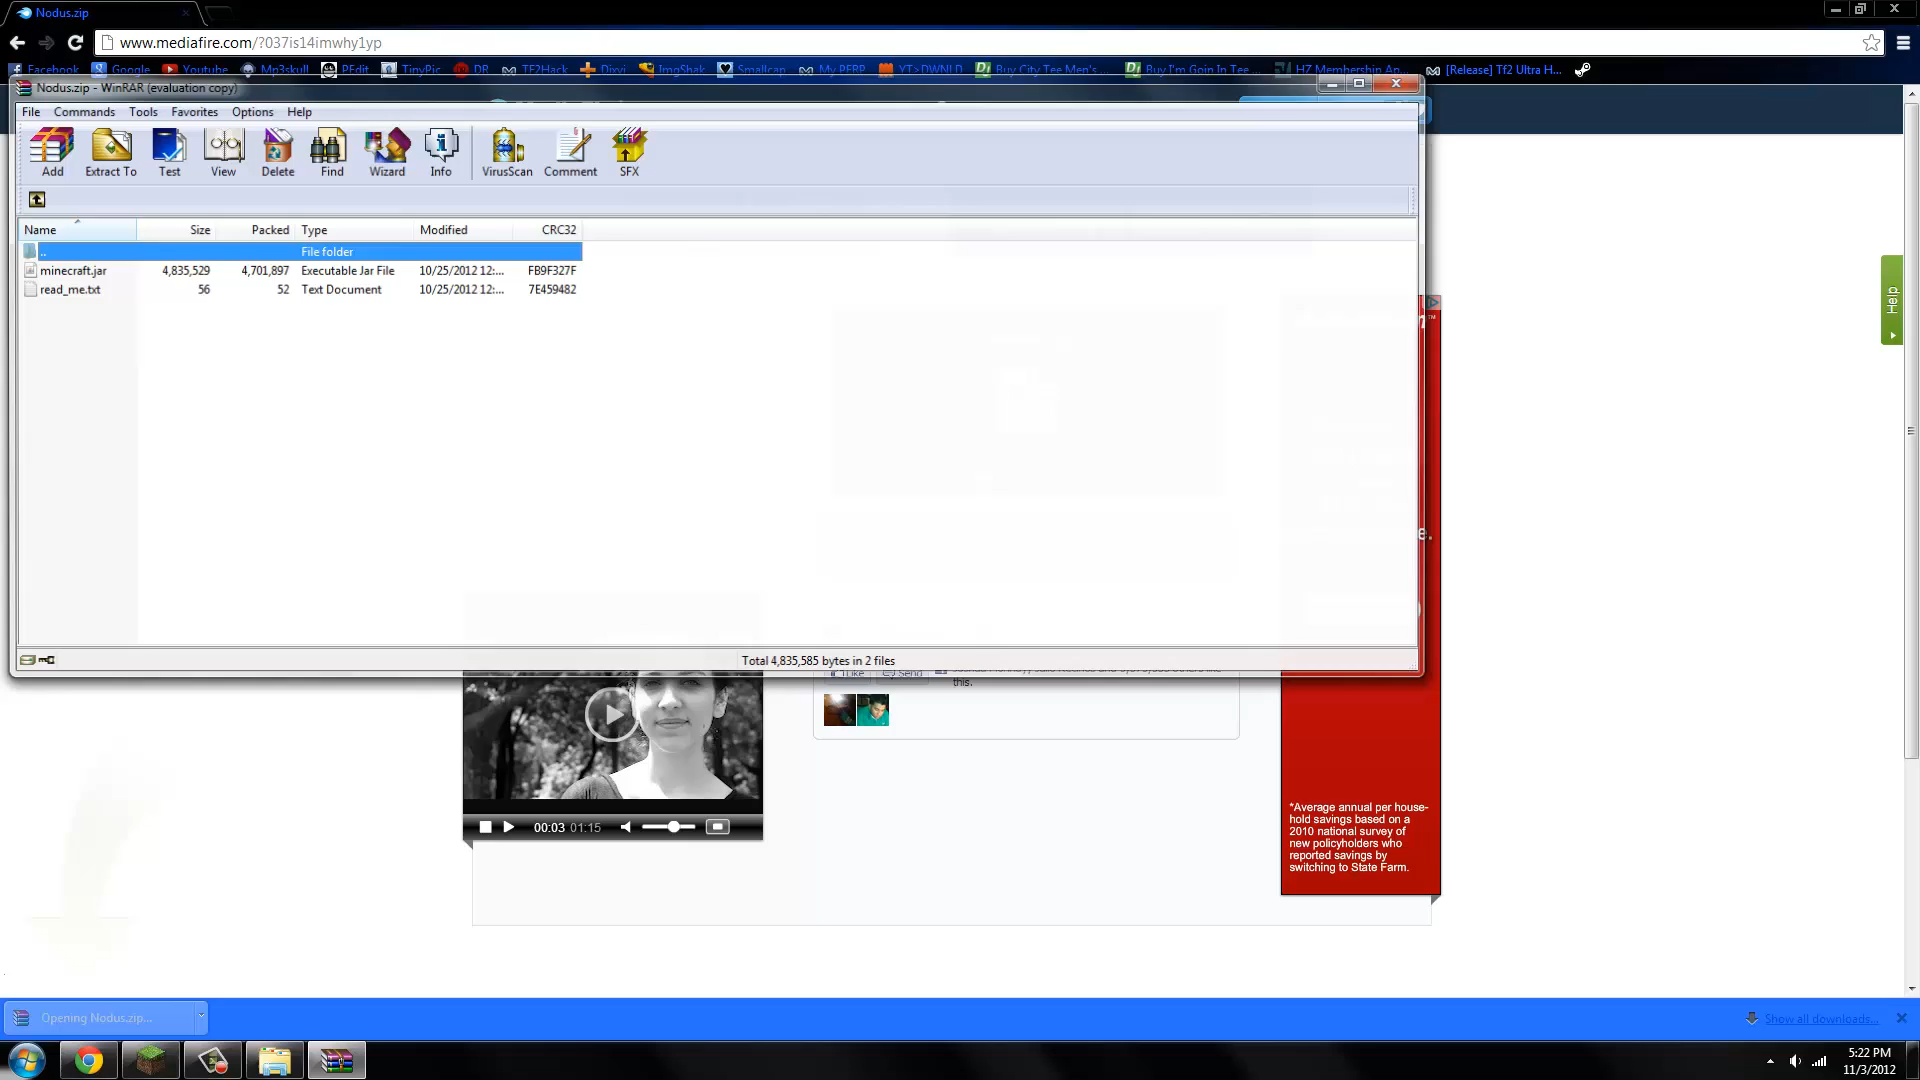 Nodus.zip
www.mediafire.com/?037is14imwhy1yp
Facebook Google Youtube Mp3skull PEdit TinyPic DR TF2Hack Divvi ImgShak Smallcap My PERP YT>DWNLD Buy City Tee Men's ... Buy I'm Goin In Tee ... HZ Membership Ap... [Release] Tf2 Ultra H...
Nodus.zip - WinRAR (evaluation copy)
File Commands Tools Favorites Options Help
Add Extract To Test View Delete Find Wizard Info VirusScan Comment SFX
Name Size Packed Type Modified CRC32
.. File folder
minecraft.jar 4,835,529 4,701,897 Executable Jar File 10/25/2012 12:... FB9F327F
read_me.txt 56 52 Text Document 10/25/2012 12:... 7E459482
Help
e.
Total 4,835,585 bytes in 2 files
Like Send
this.
00:03 01:15
*Average annual per house-
hold savings based on a
2010 national survey of
new policyholders who
reported savings by
switching to State Farm.
Opening Nodus.zip...
Show all downloads...
5:22 PM
11/3/2012